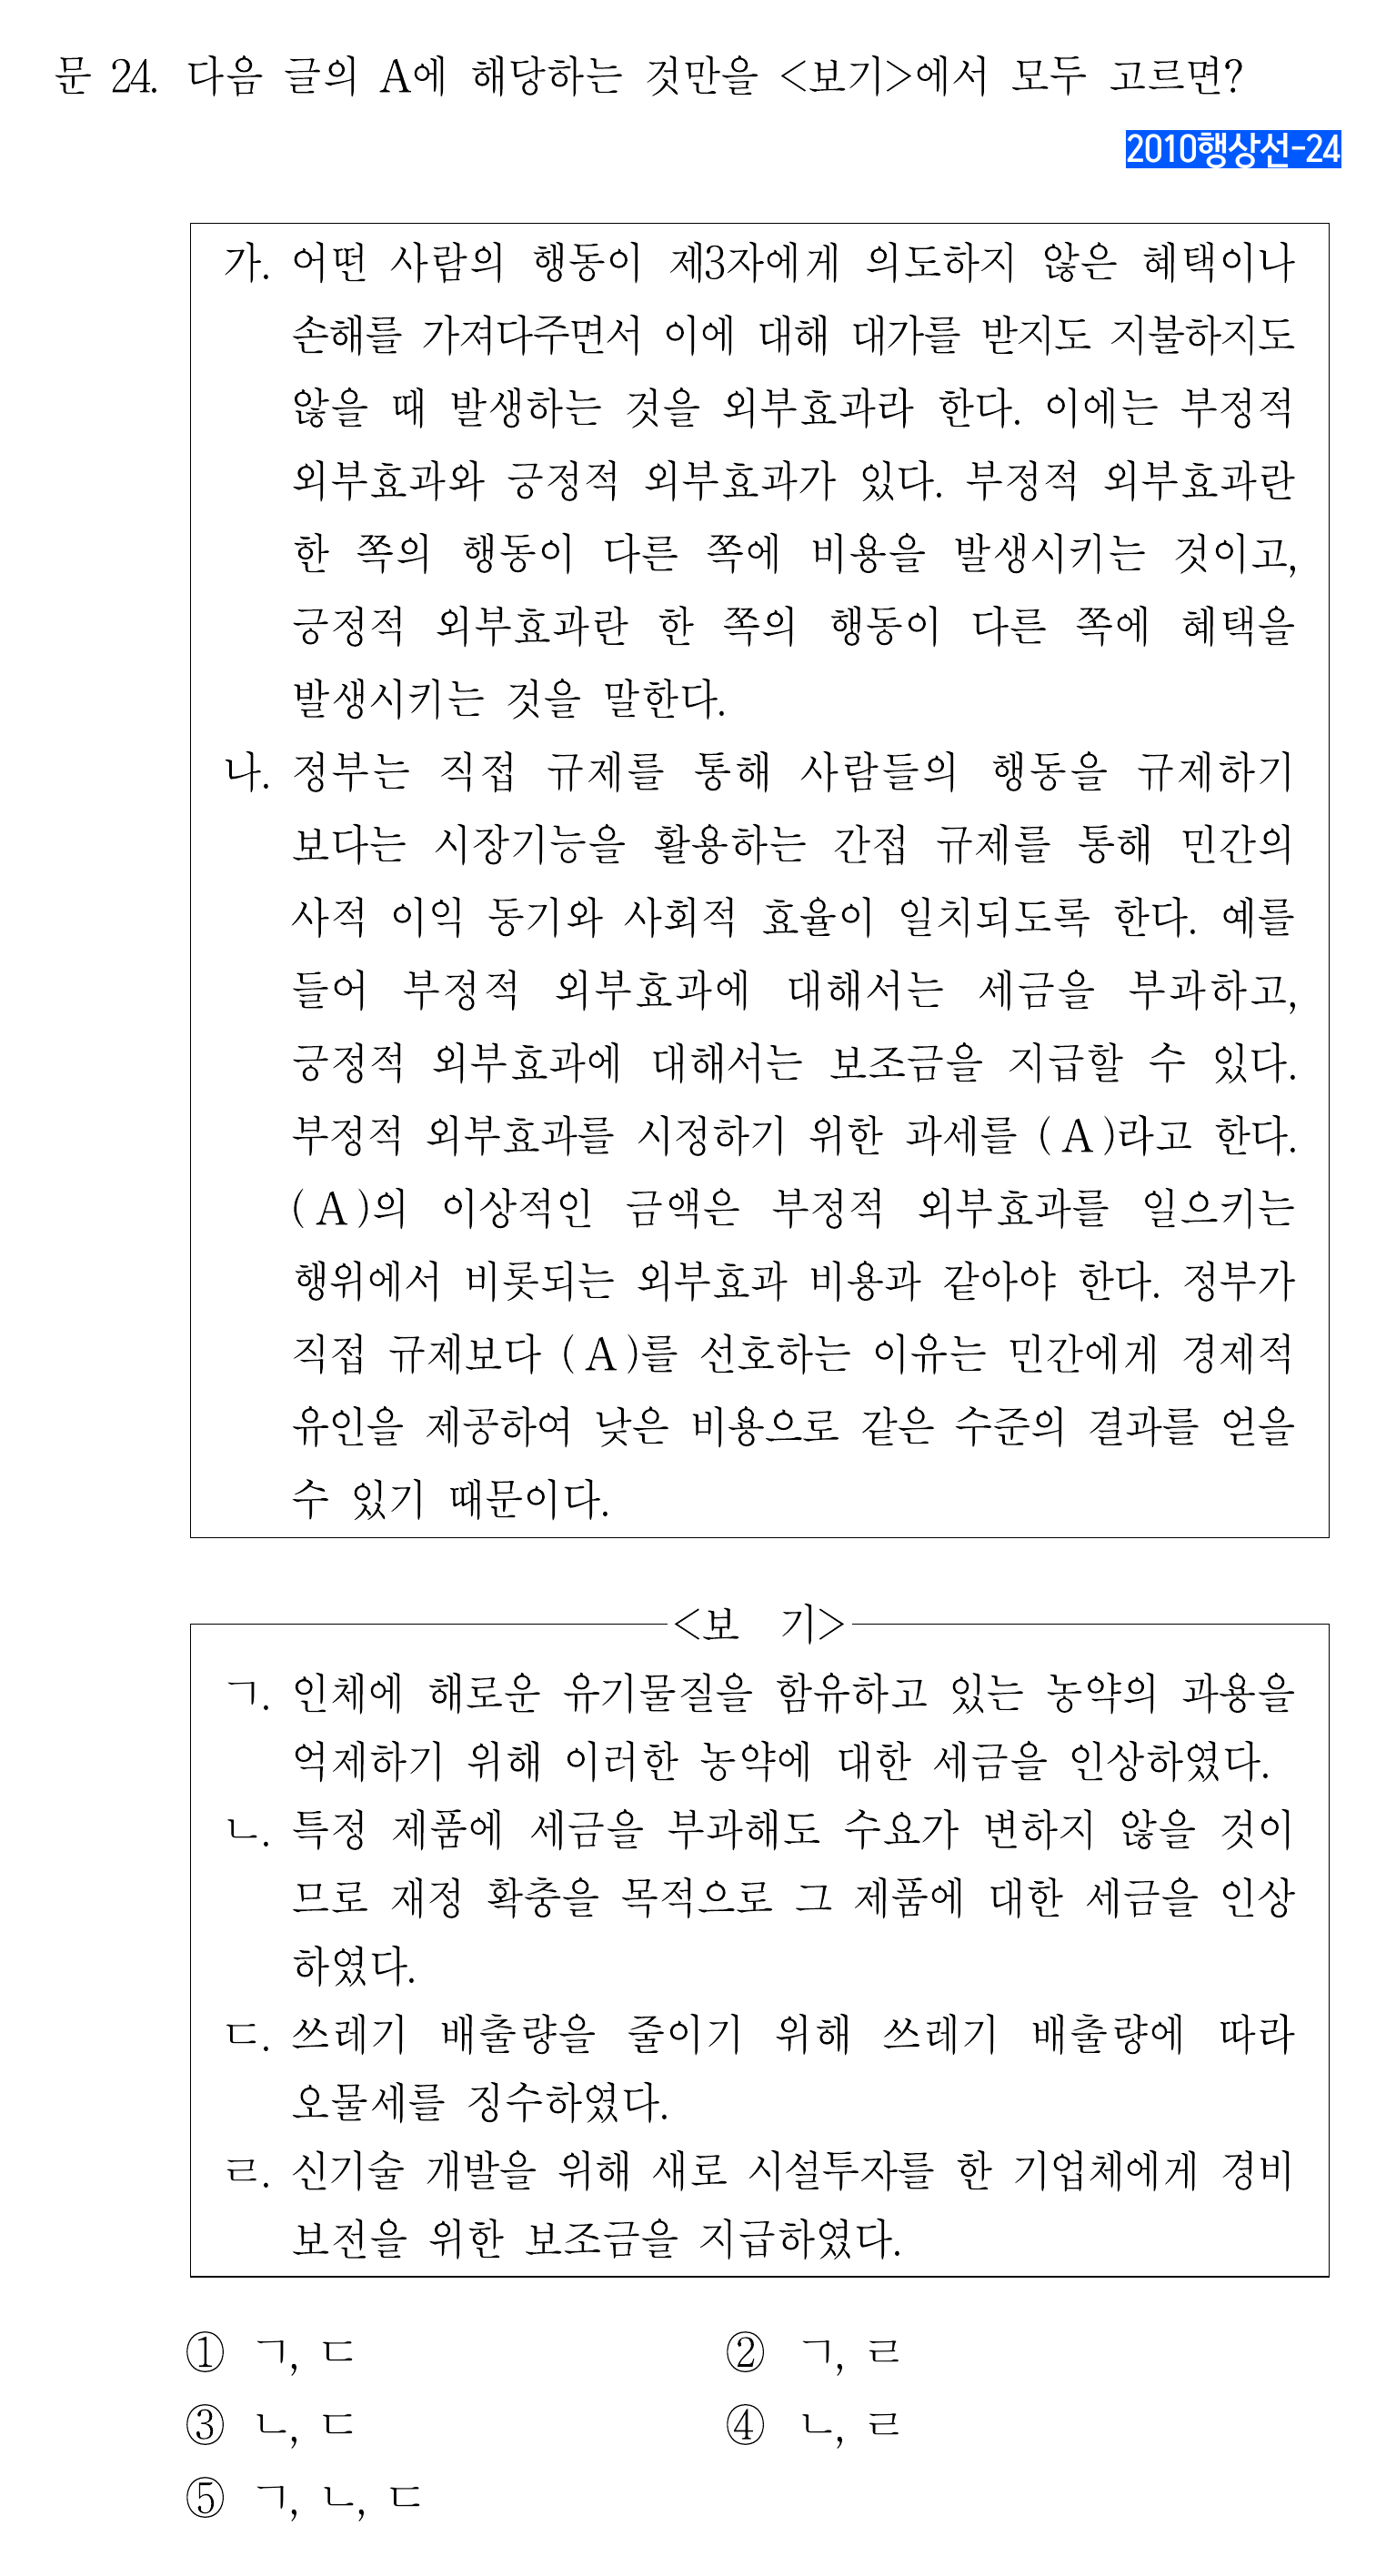 문 24. 다음 글의 A에 해당하는 것만을 <보기>에서 모두 고르면?
2010행상선-24
가. 어떤 사람의 행동이 제3자에게 의도하지 않은 혜택이나
손해를 가져다주면서 이에 대해 대가를 받지도 지불하지도
않을 때 발생하는 것을 외부효과라 한다. 이에는 부정적
외부효과와 긍정적 외부효과가 있다. 부정적 외부효과란
한 쪽의 행동이 다른 쪽에 비용을 발생시키는 것이고,
긍정적 외부효과란 한 쪽의 행동이 다른 쪽에 혜택을
발생시키는 것을 말한다.
나. 정부는 직접 규제를 통해 사람들의 행동을 규제하기
보다는 시장기능을 활용하는 간접 규제를 통해 민간의
사적 이익 동기와 사회적 효율이 일치되도록 한다. 예를
들어 부정적 외부효과에 대해서는 세금을 부과하고,
긍정적 외부효과에 대해서는 보조금을 지급할 수 있다.
부정적 외부효과를 시정하기 위한 과세를 ( A )라고 한다.
( A )의 이상적인 금액은 부정적 외부효과를 일으키는
행위에서 비롯되는 외부효과 비용과 같아야 한다. 정부가
직접 규제보다 ( A )를 선호하는 이유는 민간에게 경제적
유인을 제공하여 낮은 비용으로 같은 수준의 결과를 얻을
수 있기 때문이다.
<보 기>
ㄱ. 인체에 해로운 유기물질을 함유하고 있는 농약의 과용을
억제하기 위해 이러한 농약에 대한 세금을 인상하였다.
ㄴ. 특정 제품에 세금을 부과해도 수요가 변하지 않을 것이
므로 재정 확충을 목적으로 그 제품에 대한 세금을 인상
하였다.
ㄷ. 쓰레기 배출량을 줄이기 위해 쓰레기 배출량에 따라
오물세를 징수하였다.
ㄹ. 신기술 개발을 위해 새로 시설투자를 한 기업체에게 경비
보전을 위한 보조금을 지급하였다.
① ㄱ, ㄷ ② ㄱ, ㄹ
③ ㄴ, ㄷ ④ ㄴ, ㄹ
⑤ ㄱ, ㄴ, ㄷ